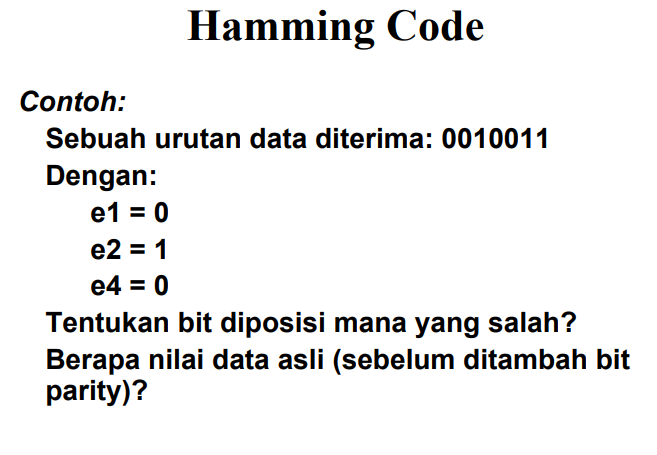 Hamming Code
Contoh:
Sebuah urutan data diterima: 0010011
Dengan:
e1 = 0
e2 = 1
e4 = 0
Tentukan bit diposisi mana yang salah?
Berapa nilai data asli (sebelum ditambah bit
parity)?